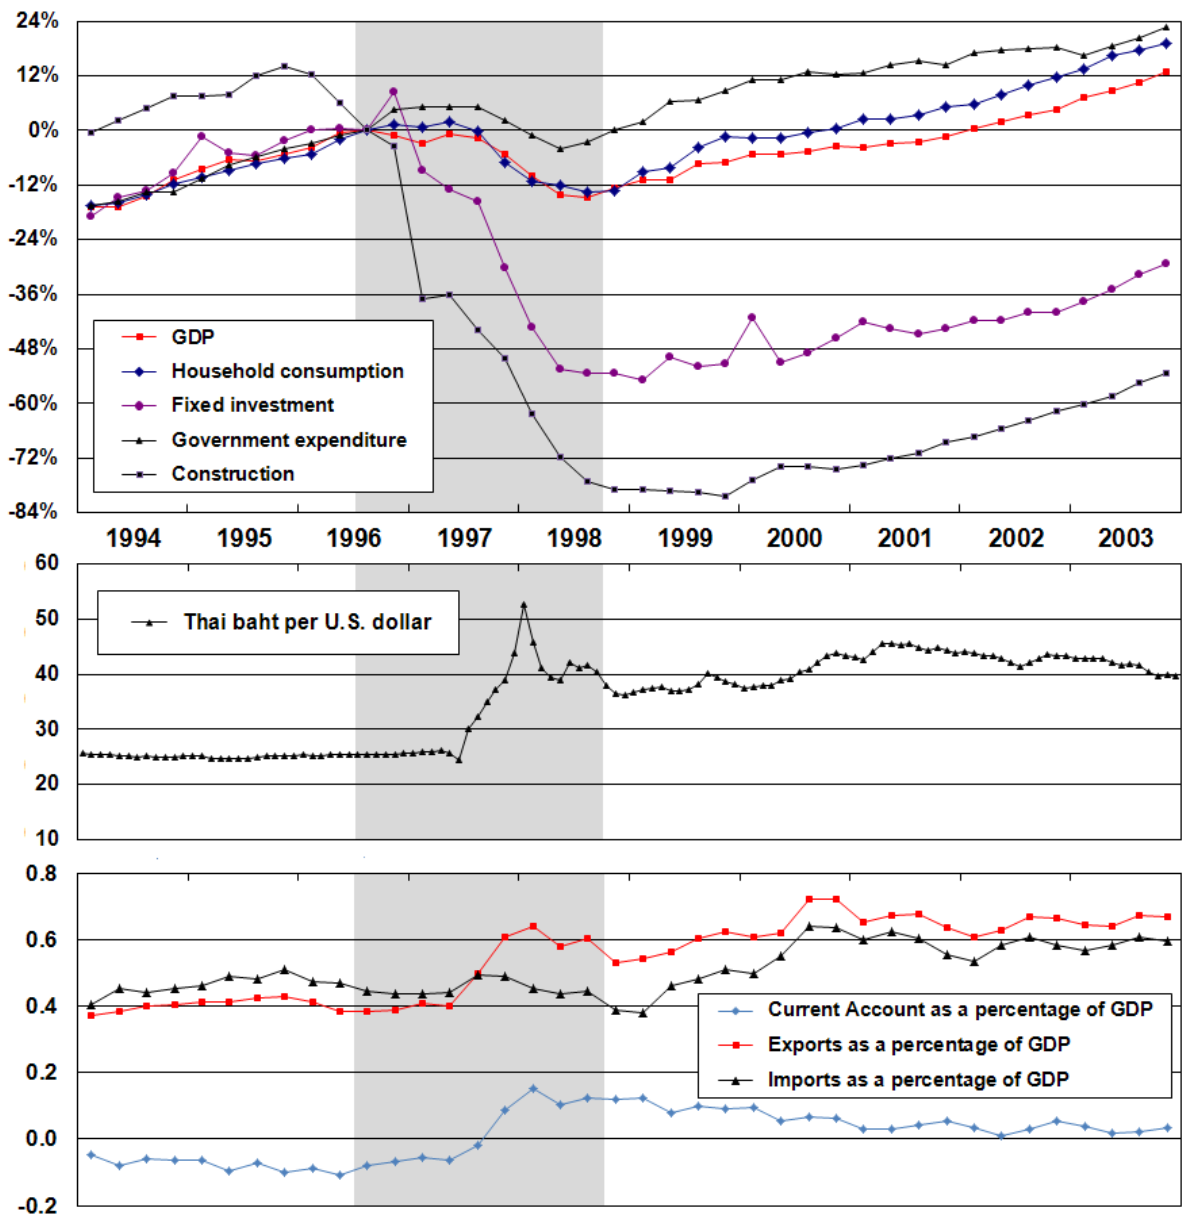 24%
12%
0%
-12%
-24%
-36%
-48%
-60%
-72%
-84%
GDP
Household consumption
Fixed investment
Government expenditure
Construction
1994 1995 1996 1997 1998 1999 2000 2001 2002 2003
60
50
40
30
20
10
Thai baht per U.S. dollar
0.8
0.6
0.4
0.2
0.0
-0.2
Current Account as a percentage of GDP
Exports as a percentage of GDP
Imports as a percentage of GDP